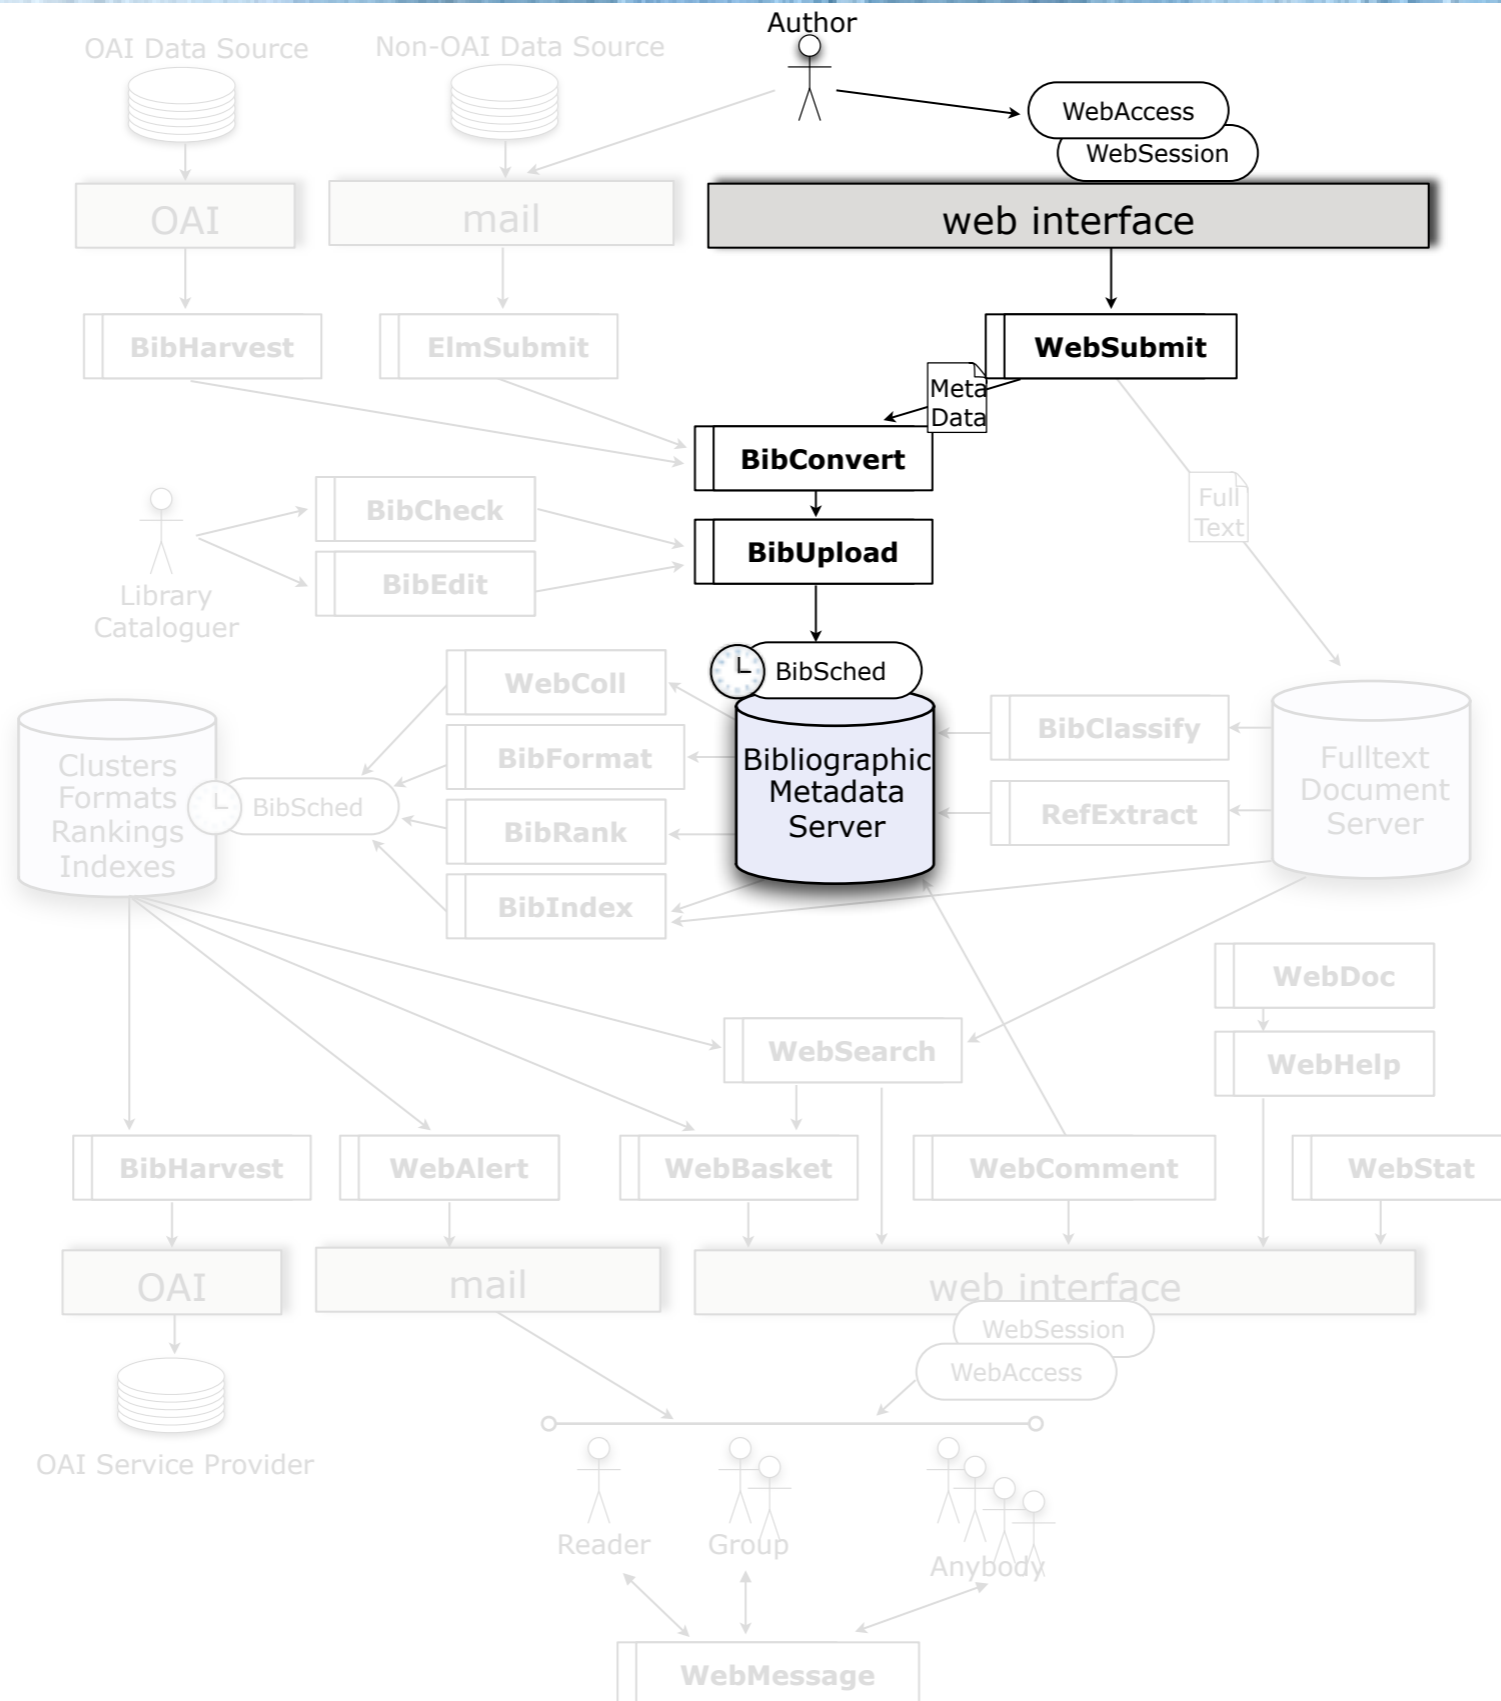 Author
OAI Data Source
Non-OAI Data Source
WebAccess
WebSession
OAI
mail
web interface
BibHarvest
ElmSubmit
WebSubmit
Meta
Data
BibConvert
Full
Text
BibCheck
BibUpload
BibEdit
Library
Cataloguer
BibSched
WebColl
BibClassify
Clusters
Formats
Rankings
Indexes
BibSched
BibFormat
Bibliographic
Metadata
Server
Fulltext
Document
Server
RefExtract
BibRank
BibIndex
WebDoc
WebSearch
WebHelp
BibHarvest
WebAlert
WebBasket
WebComment
WebStat
OAI
mail
web interface
WebSession
WebAccess
OAI Service Provider
Reader
Group
Anybody
WebMessage